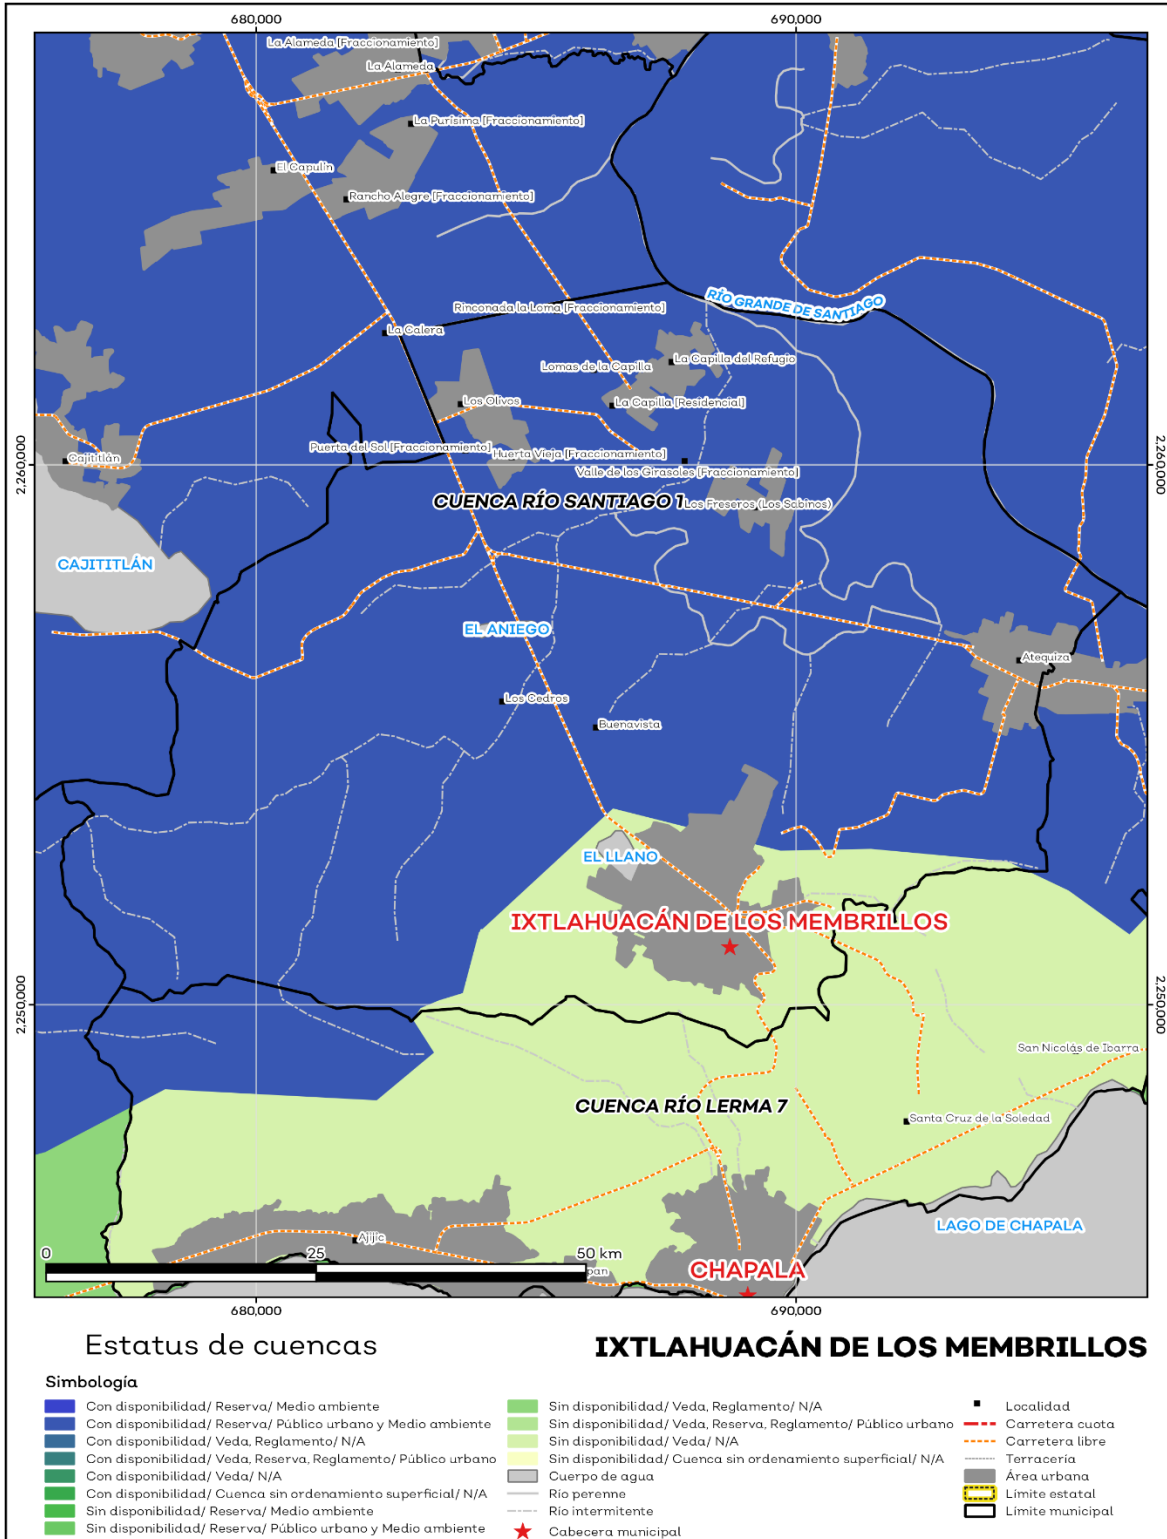 680,000
690,000
La Alameda [Fraccionamiento]
La Alameda
La Purísima [Fraccionamiento]
El Capulín
Rancho Alegre [Fraccionamiento]
RÍO GRANDE DE SANTIAGO
Rinconada la Loma [Fraccionamiento]
La Calera
La Capilla del Refugio
Lomas de la Capilla
Los Olivos
La Capilla [Residencial]
Puerta del Sol [Fraccionamiento]
Huerta Vieja [Fraccionamiento]
Cajititlán
2,260,000
2,260,000
Valle de los Girasoles [Fraccionamiento]
CUENCA RÍO SANTIAGO 1
Los Freseros (Los Sabinos)
CAJITITLÁN
EL ANIEGO
Atequiza
Los Cedros
Buenavista
EL LLANO
IXTLAHUACÁN DE LOS MEMBRILLOS
2,250,000
2,250,000
San Nicolás de Ibarra
CUENCA RÍO LERMA 7
Santa Cruz de la Soledad
LAGO DE CHAPALA
Ajijic
0
25
50 km
pan
CHAPALA
680,000
690,000
Estatus de cuencas
IXTLAHUACÁN DE LOS MEMBRILLOS
Simbología
Con disponibilidad/ Reserva/ Medio ambiente
Con disponibilidad/ Reserva/ Público urbano y Medio ambiente
Con disponibilidad/ Veda, Reglamento/ N/A
Con disponibilidad/ Veda, Reserva, Reglamento/ Público urbano
Con disponibilidad/ Veda/ N/A
Con disponibilidad/ Cuenca sin ordenamiento superficial/ N/A
Sin disponibilidad/ Reserva/ Medio ambiente
Sin disponibilidad/ Reserva/ Público urbano y Medio ambiente
Sin disponibilidad/ Veda, Reglamento/ N/A
Sin disponibilidad/ Veda, Reserva, Reglamento/ Público urbano
Sin disponibilidad/ Veda/ N/A
Sin disponibilidad/ Cuenca sin ordenamiento superficial/ N/A
Cuerpo de agua
Río perenne
Río intermitente
Cabecera municipal
Localidad
Carretera cuota
Carretera libre
Terracería
Área urbana
Límite estatal
Límite municipal